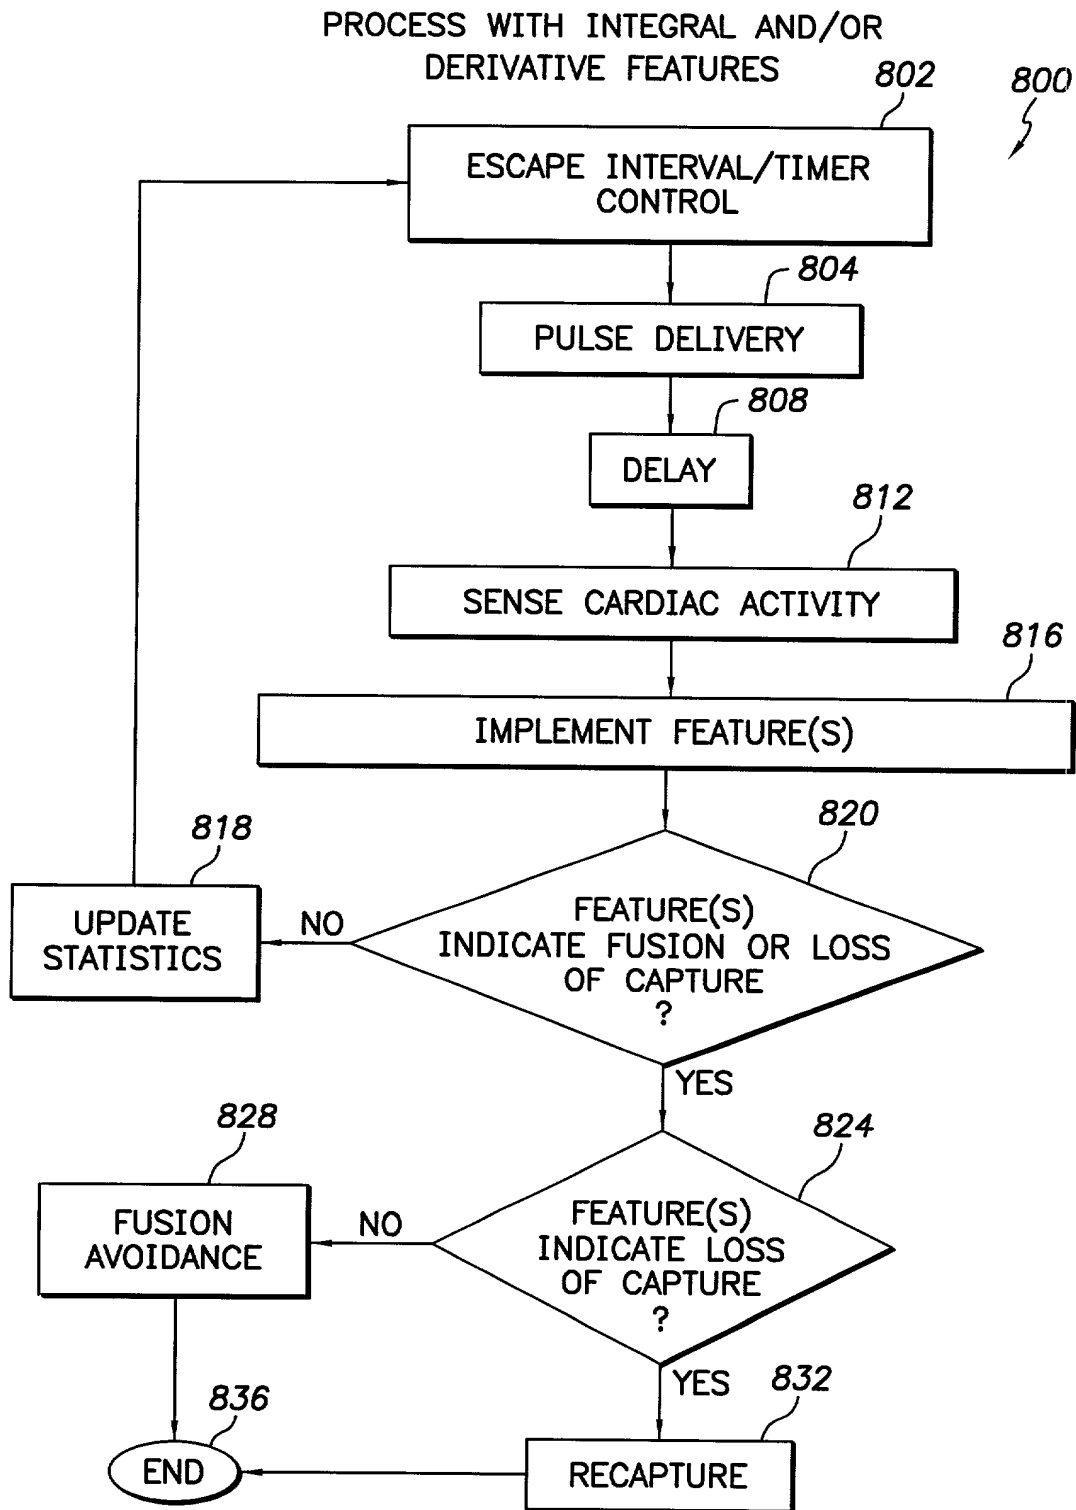 PROCESS WITH INTEGRAL AND/OR
DERIVATIVE FEATURES
800
802
ESCAPE INTERVAL/TIMER
CONTROL
804
PULSE DELIVERY
808
DELAY
812
SENSE CARDIAC ACTIVITY
816
IMPLEMENT FEATURE(S)
820
FEATURE(S)
INDICATE FUSION OR LOSS
OF CAPTURE
?
NO
818
UPDATE
STATISTICS
YES
824
FEATURE(S)
INDICATE LOSS
OF CAPTURE
?
NO
828
FUSION
AVOIDANCE
YES
832
RECAPTURE
836
END